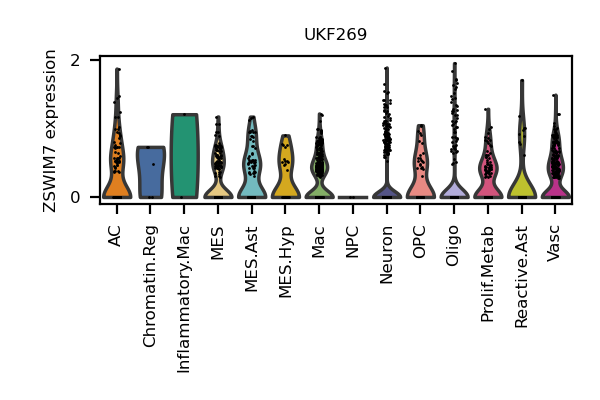 UKF269
ZSWIM7 expression
2
0
AC
Chromatin.Reg
Inflammatory.Mac
MES
MES.Ast
MES.Hyp
Mac
NPC
Neuron
OPC
Oligo
Prolif.Metab
Reactive.Ast
Vasc